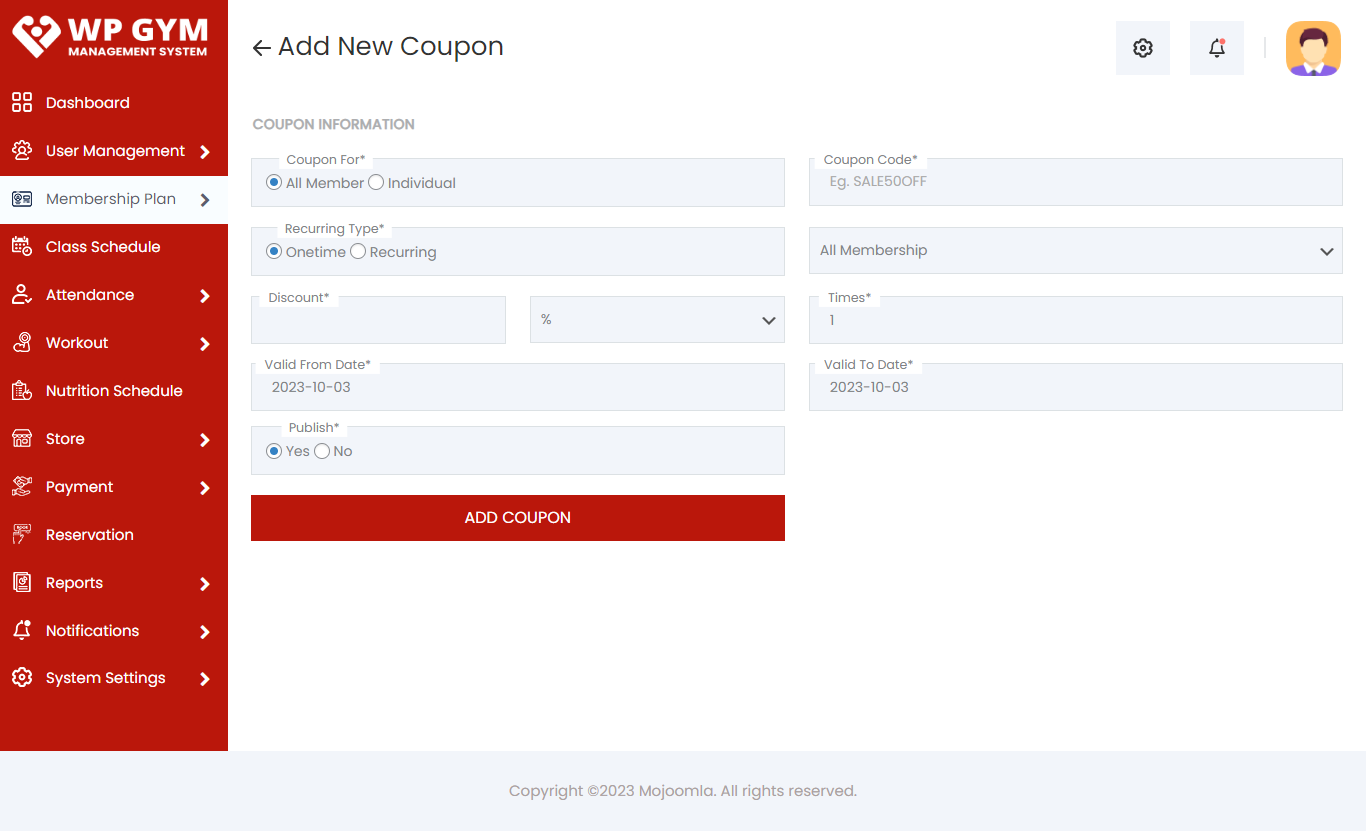 WP GYM
MANAGEMENT SYSTEM
Dashboard
User Management
Membership Plan
Class Schedule
Attendance
Workout
Nutrition Schedule
Store
Payment
Reservation
Reports
Notifications
System Settings
Add New Coupon
COUPON INFORMATION
Coupon For*
All Member Individual
Coupon Code*
Eg. SALE50OFF
Recurring Type*
Onetime Recurring
All Membership
Discount*
%
Times*
1
Valid From Date*
2023-10-03
Valid To Date*
2023-10-03
Publish*
Yes No
ADD COUPON
Copyright ©2023 Mojoomla. All rights reserved.